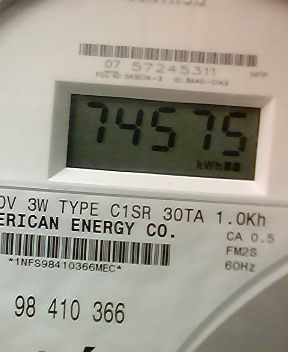 07 57245311
74575
kWh
0V 3W TYPE C1SR 30TA 1.0Kh
ERICAN ENERGY CO.
CA 0.5
FM2S
60Hz
*1NFS98410366MEC*
98 410 366